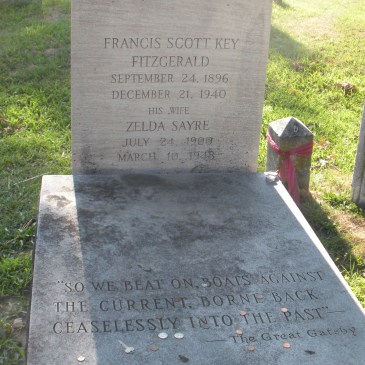 FRANCIS SCOTT KEY
FITZGERALD
SEPTEMBER 24, 1896
DECEMBER 21, 1940
HIS WIFE
ZELDA SAYRE
JULY 24, 1900
MARCH 10, 1948
"SO WE BEAT ON, BOATS AGAINST
THE CURRENT, BORNE BACK
CEASELESSLY INTO THE PAST"
—The Great Gatsby